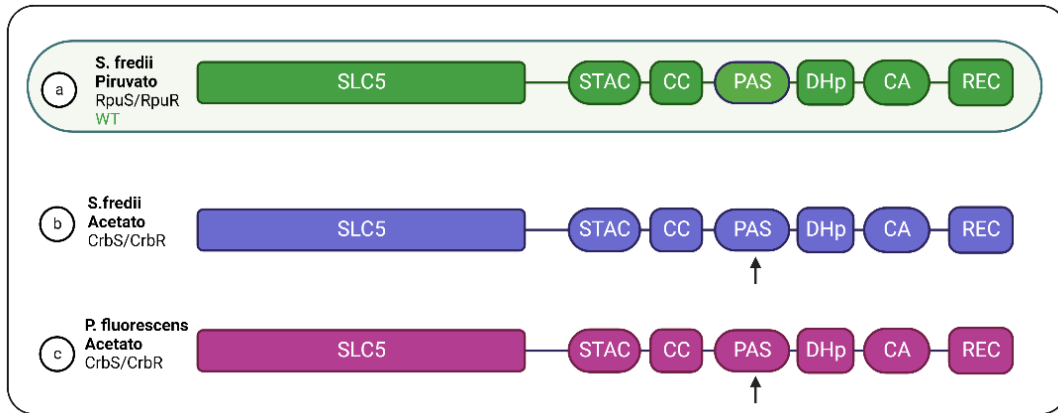 a
S. fredii
Piruvato
RpuS/RpuR
WT
SLC5 STAC CC PAS DHp CA REC
b
S.fredii
Acetato
CrbS/CrbR
SLC5 STAC CC PAS DHp CA REC
c
P. fluorescens
Acetato
CrbS/CrbR
SLC5 STAC CC PAS DHp CA REC